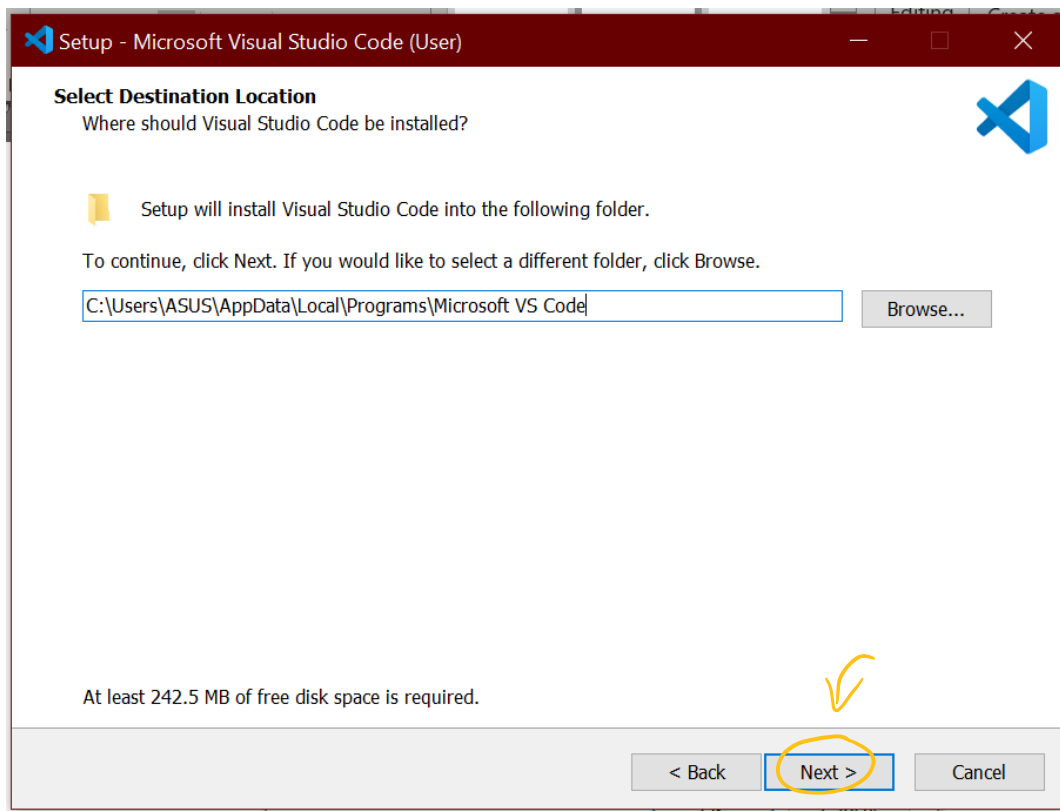 Setup - Microsoft Visual Studio Code (User)
Select Destination Location
Where should Visual Studio Code be installed?
Setup will install Visual Studio Code into the following folder.
To continue, click Next. If you would like to select a different folder, click Browse.
C:\Users\ASUS\AppData\Local\Programs\Microsoft VS Code
Browse...
At least 242.5 MB of free disk space is required.
< Back
Next >
Cancel